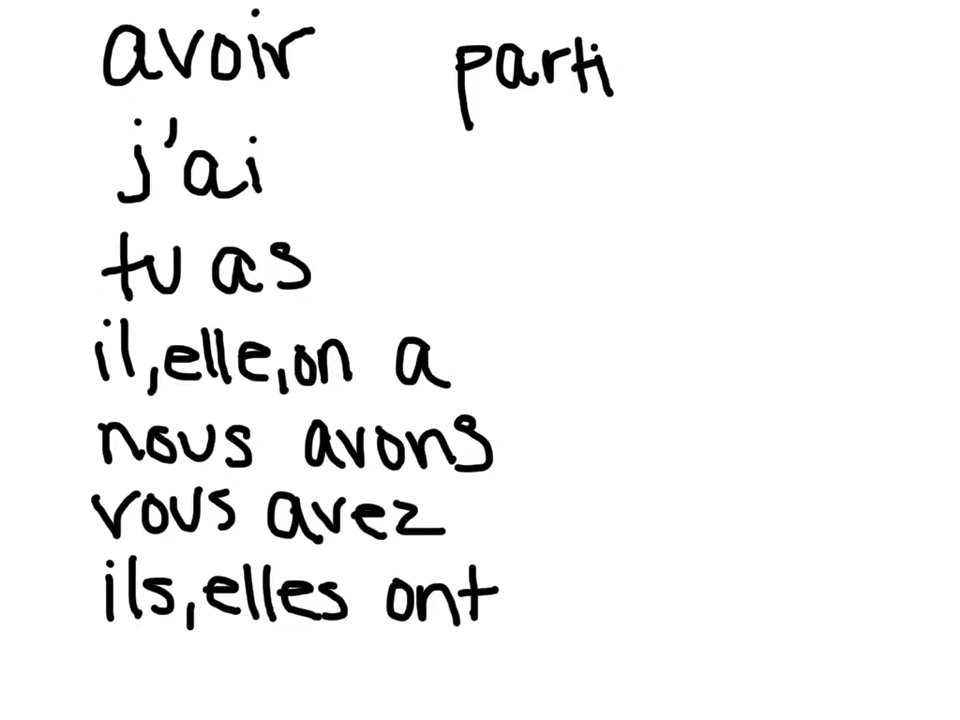 avoir parti
j'ai
tu as
il,elle,on a
nous avons
vous avez
ils,elles ont